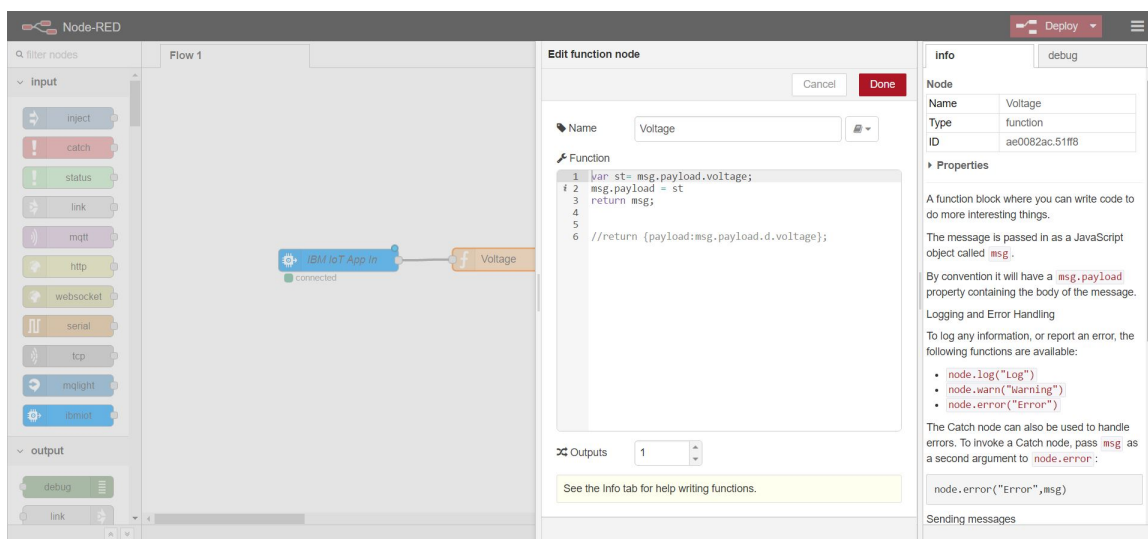 Node-RED
Deploy
filter nodes
input
inject
catch
status
link
mqtt
http
websocket
serial
tcp
mqlight
ibmiot
output
debug
link
Flow 1
IBM IoT App In
connected
Voltage
Edit function node
Cancel
Done
Name
Voltage
Function
1 var st= msg.payload.voltage;
i 2 msg.payload = st
3 return msg;
4
5
6 //return {payload:msg.payload.d.voltage};
Outputs
1
See the Info tab for help writing functions.
info
debug
Node
Name Voltage
Type function
ID ae0082ac.51ff8
Properties
A function block where you can write code to
do more interesting things.
The message is passed in as a JavaScript
object called msg.
By convention it will have a msg.payload
property containing the body of the message.
Logging and Error Handling
To log any information, or report an error, the
following functions are available:
• node.log("Log")
• node.warn("Warning")
• node.error("Error")
The Catch node can also be used to handle
errors. To invoke a Catch node, pass msg as
a second argument to node.error:
node.error("Error",msg)
Sending messages